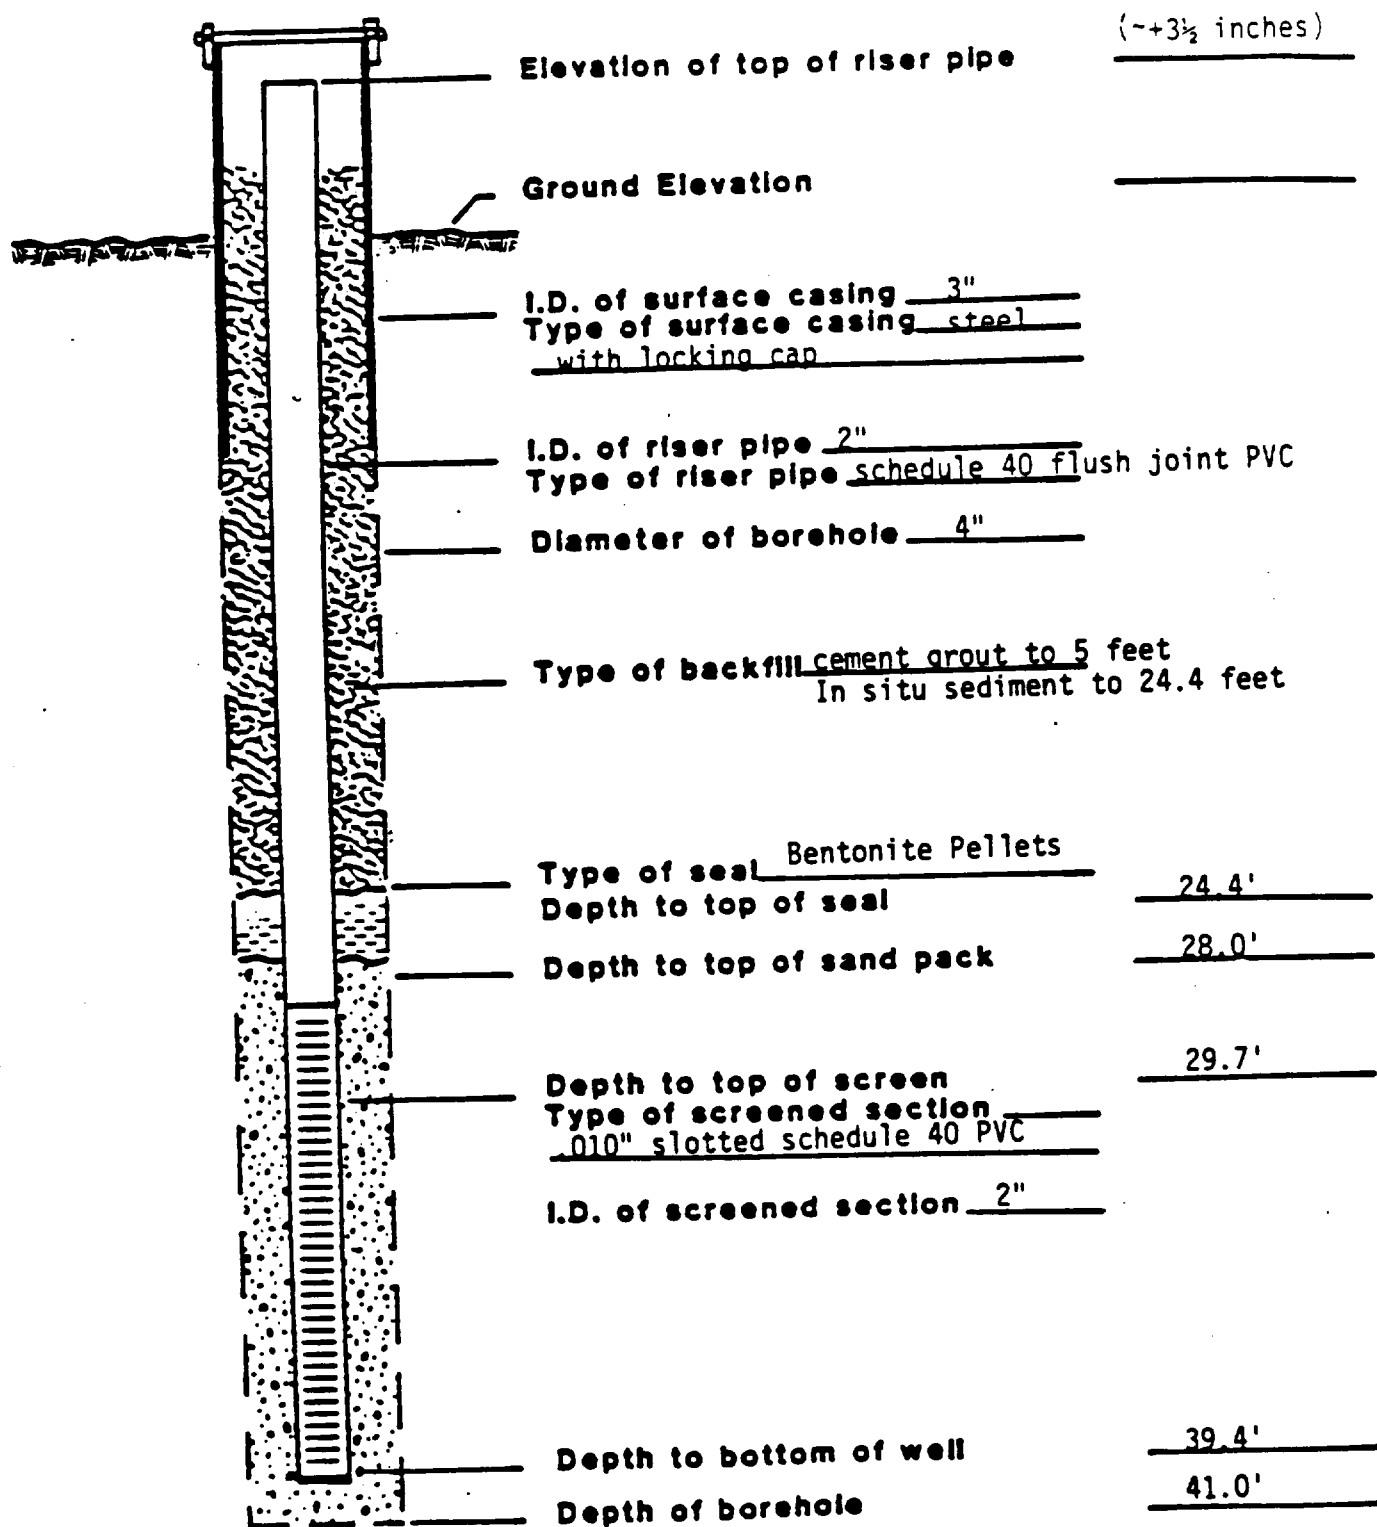 (~+3½ inches)
Elevation of top of riser pipe
Ground Elevation
I.D. of surface casing 3"
Type of surface casing steel
with locking cap
I.D. of riser pipe 2"
Type of riser pipe schedule 40 flush joint PVC
Diameter of borehole 4"
Type of backfill cement grout to 5 feet
In situ sediment to 24.4 feet
Type of seal Bentonite Pellets
Depth to top of seal 24.4'
Depth to top of sand pack 28.0'
Depth to top of screen 29.7'
Type of screened section
.010" slotted schedule 40 PVC
I.D. of screened section 2"
Depth to bottom of well 39.4'
Depth of borehole 41.0'